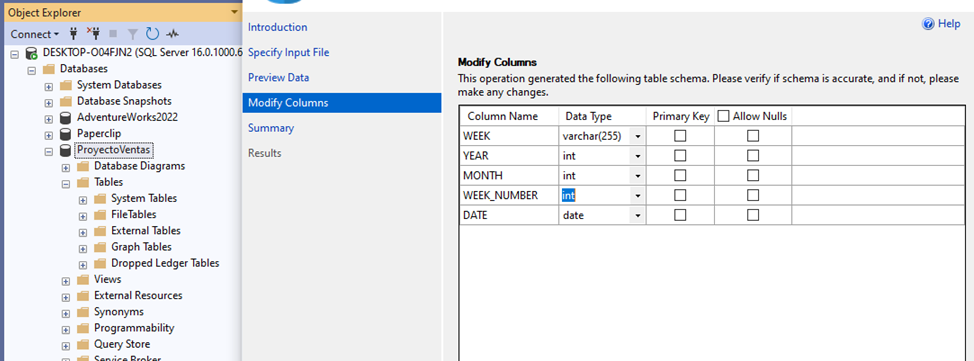 Object Explorer
Connect
DESKTOP-O04FJN2 (SQL Server 16.0.1000.6
Databases
System Databases
Database Snapshots
AdventureWorks2022
Paperclip
ProyectoVentas
Database Diagrams
Tables
System Tables
FileTables
External Tables
Graph Tables
Dropped Ledger Tables
Views
External Resources
Synonyms
Programmability
Query Store
Service Broker
Introduction
Specify Input File
Preview Data
Modify Columns
Summary
Results
Help
Modify Columns
This operation generated the following table schema. Please verify if schema is accurate, and if not, please
make any changes.
Column Name Data Type Primary Key Allow Nulls
WEEK varchar(255)
YEAR int
MONTH int
WEEK_NUMBER int
DATE date